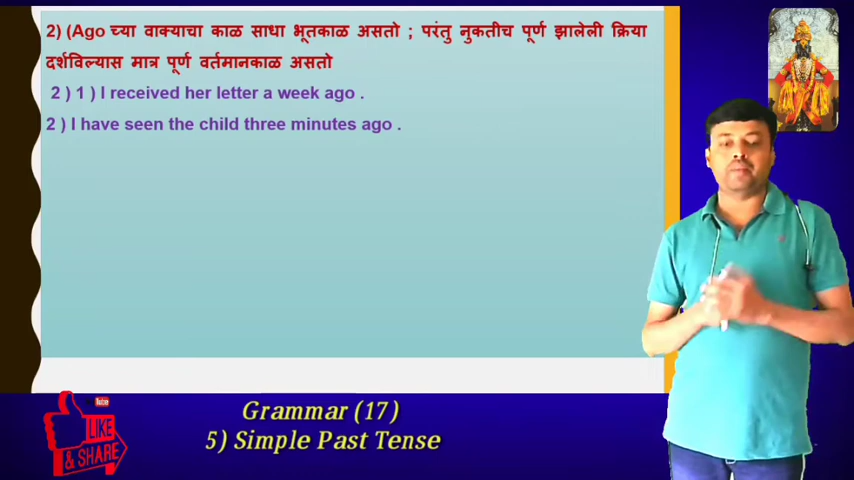 2) (Ago च्या वाक्याचा काळ साधा भूतकाळ असतो ; परंतु नुकतीच पूर्ण झालेली क्रिया
दर्शविल्यास मात्र पूर्ण वर्तमानकाळ असतो
2 ) 1 ) I received her letter a week ago .
2 ) I have seen the child three minutes ago .
Tube
LIKE
& SHARE
Grammar (17)
5) Simple Past Tense